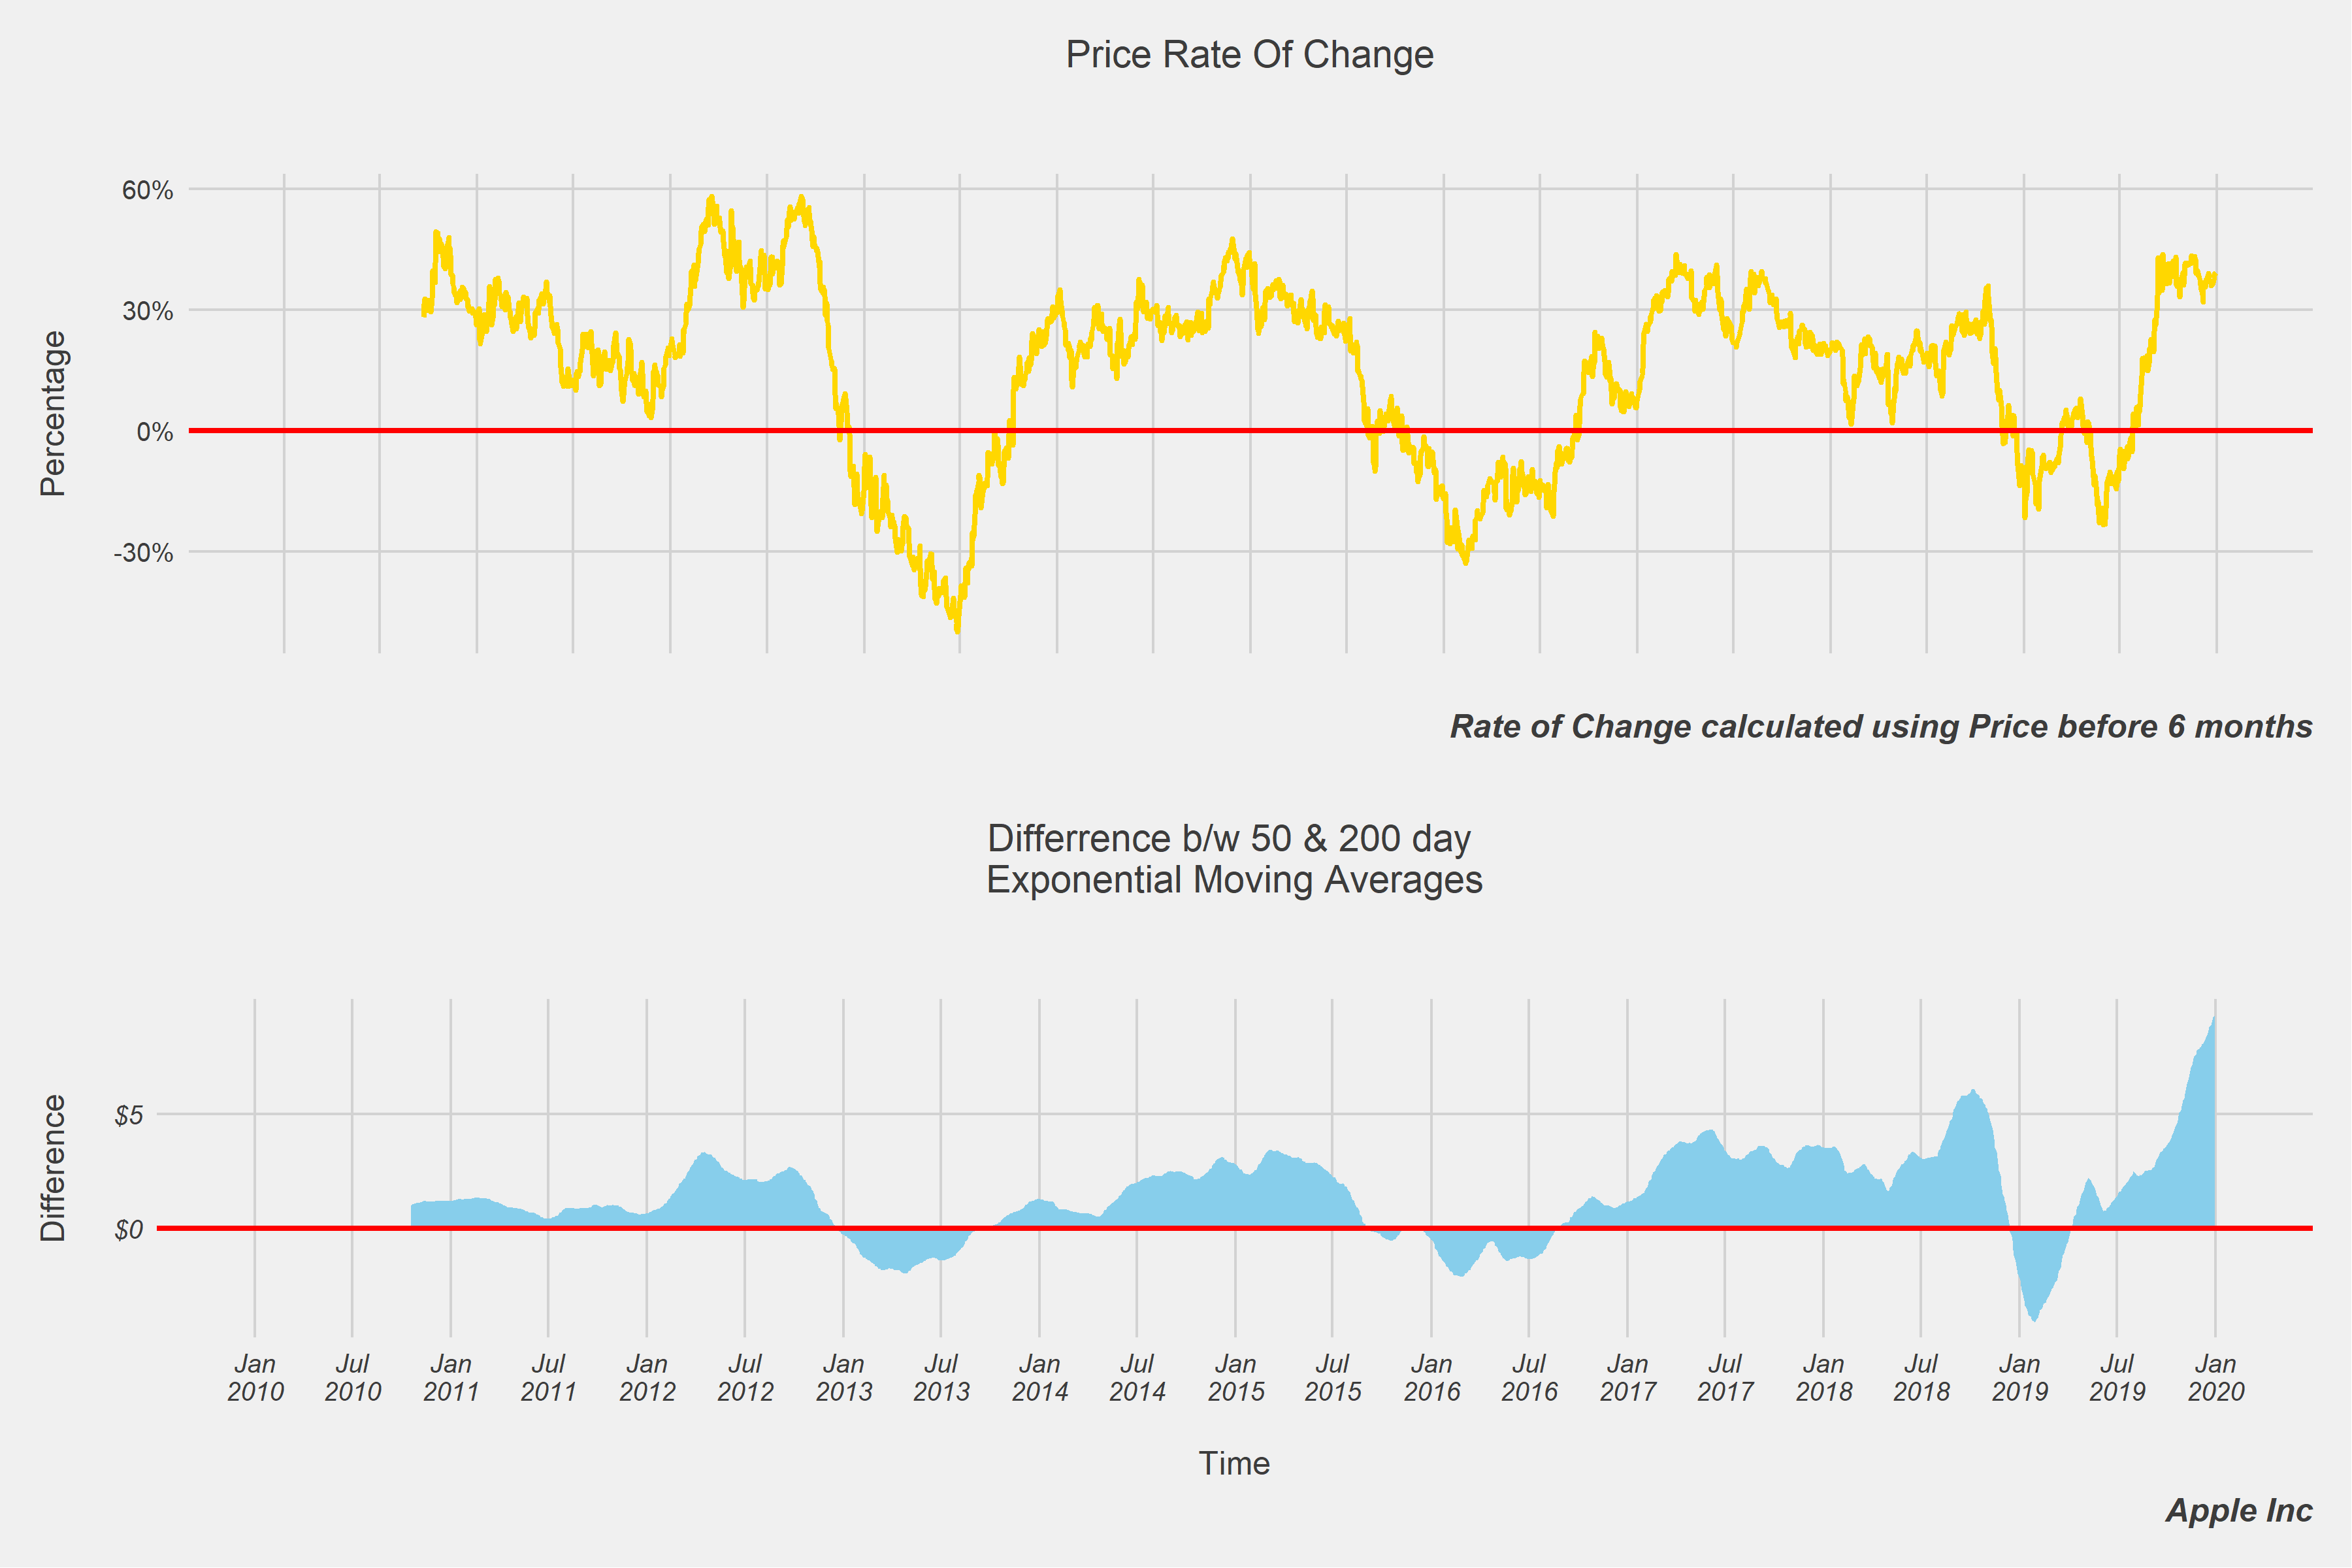 Price Rate Of Change
60%
30%
0%
-30%
Percentage
Rate of Change calculated using Price before 6 months
Differrence b/w 50 & 200 day
Exponential Moving Averages
$5
$0
Difference
Jan Jul Jan Jul Jan Jul Jan Jul Jan Jul Jan Jul Jan Jul Jan Jul Jan Jul Jan Jul Jan
2010 2010 2011 2011 2012 2012 2013 2013 2014 2014 2015 2015 2016 2016 2017 2017 2018 2018 2019 2019 2020
Time
Apple Inc